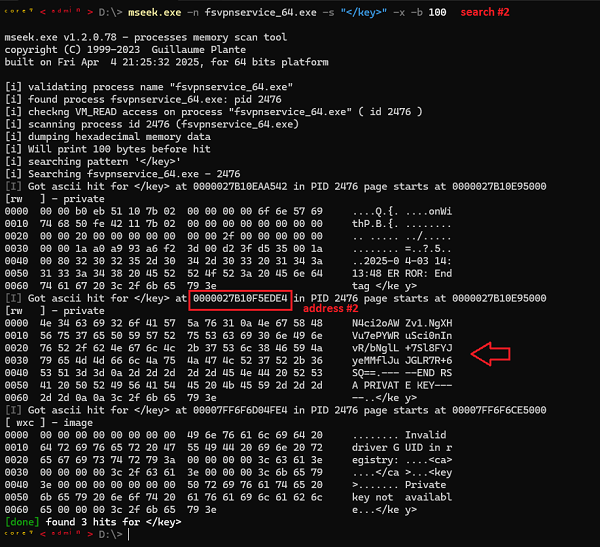 ᶜᵒʳᵉ⁷ < ᵃᵈᵐⁱⁿ > D:\> mseek.exe -n fsvpnservice_64.exe -s "</key>" -x -b 100 search #2
mseek.exe v1.2.0.78 - processes memory scan tool
copyright (C) 1999-2023 Guillaume Plante
built on Fri Apr 4 21:25:32 2025, for 64 bits platform
[i] validating process name "fsvpnservice_64.exe"
[i] found process fsvpnservice_64.exe: pid 2476
[i] checkng VM_READ access on process "fsvpnservice_64.exe" ( id 2476 )
[i] scanning process id 2476 (fsvpnservice_64.exe)
[i] dumping hexadecimal memory data
[i] Will print 100 bytes before hit
[i] searching pattern '</key>'
[i] Searching fsvpnservice_64.exe - 2476
[I] Got ascii hit for </key> at 0000027B10EAA542 in PID 2476 page starts at 0000027B10E95000
[rw ] - private
0000 00 00 b0 eb 51 10 7b 02 00 00 00 00 6f 6e 57 69 ....Q.{. ....onWi
0010 74 68 50 fe 42 11 7b 02 00 00 00 00 00 00 00 00 thP.B.{. ........
0020 00 00 20 00 00 00 00 00 00 2f 00 00 00 00 00 00 .. ..... ./......
0030 00 00 1a a0 a9 93 a6 f2 3d 00 d2 3f d5 35 00 1a ........ =..?.5..
0040 00 80 32 30 32 35 2d 30 34 2d 30 33 20 31 34 3a ..2025-0 4-03 14:
0050 31 33 3a 34 38 20 45 52 52 4f 52 3a 20 45 6e 64 13:48 ER ROR: End
0060 74 61 67 20 3c 2f 6b 65 79 3e tag </ke y>
[I] Got ascii hit for </key> at 0000027B10F5EDE4 in PID 2476 page starts at 0000027B10E95000
address #2
[rw ] - private
0000 4e 34 63 69 32 6f 41 57 5a 76 31 0a 4e 67 58 48 N4ci2oAW Zv1.NgXH
0010 56 75 37 65 50 59 57 52 75 53 63 69 30 6e 49 6e Vu7ePYWR uSci0nIn
0020 76 52 2f 62 4e 67 4c 4c 2b 37 53 6c 38 46 59 4a vR/bNgLL +7Sl8FYJ
0030 79 65 4d 4d 66 6c 4a 75 4a 47 4c 52 37 52 2b 36 yeMMflJu JGLR7R+6
0040 53 51 3d 3d 0a 2d 2d 2d 2d 2d 45 4e 44 20 52 53 SQ==.--- --END RS
0050 41 20 50 52 49 56 41 54 45 20 4b 45 59 2d 2d 2d A PRIVAT E KEY---
0060 2d 2d 0a 0a 3c 2f 6b 65 79 3e --..</ke y>
[I] Got ascii hit for </key> at 00007FF6F6D04FE4 in PID 2476 page starts at 00007FF6F6CE5000
[ wxc ] - image
0000 00 00 00 00 00 00 00 00 49 6e 76 61 6c 69 64 20 ........ Invalid
0010 64 72 69 76 65 72 20 47 55 49 44 20 69 6e 20 72 driver G UID in r
0020 65 67 69 73 74 72 79 3a 00 00 00 00 3c 63 61 3e egistry: ....<ca>
0030 00 00 00 00 3c 2f 63 61 3e 00 00 00 3c 6b 65 79 ....</ca >...<key
0040 3e 00 00 00 00 00 00 00 50 72 69 76 61 74 65 20 >....... Private
0050 6b 65 79 20 6e 6f 74 20 61 76 61 69 6c 61 62 6c key not availabl
0060 65 00 00 00 3c 2f 6b 65 79 3e e...</ke y>
[done] found 3 hits for </key>
ᶜᵒʳᵉ⁷ < ᵃᵈᵐⁱⁿ > D:\>